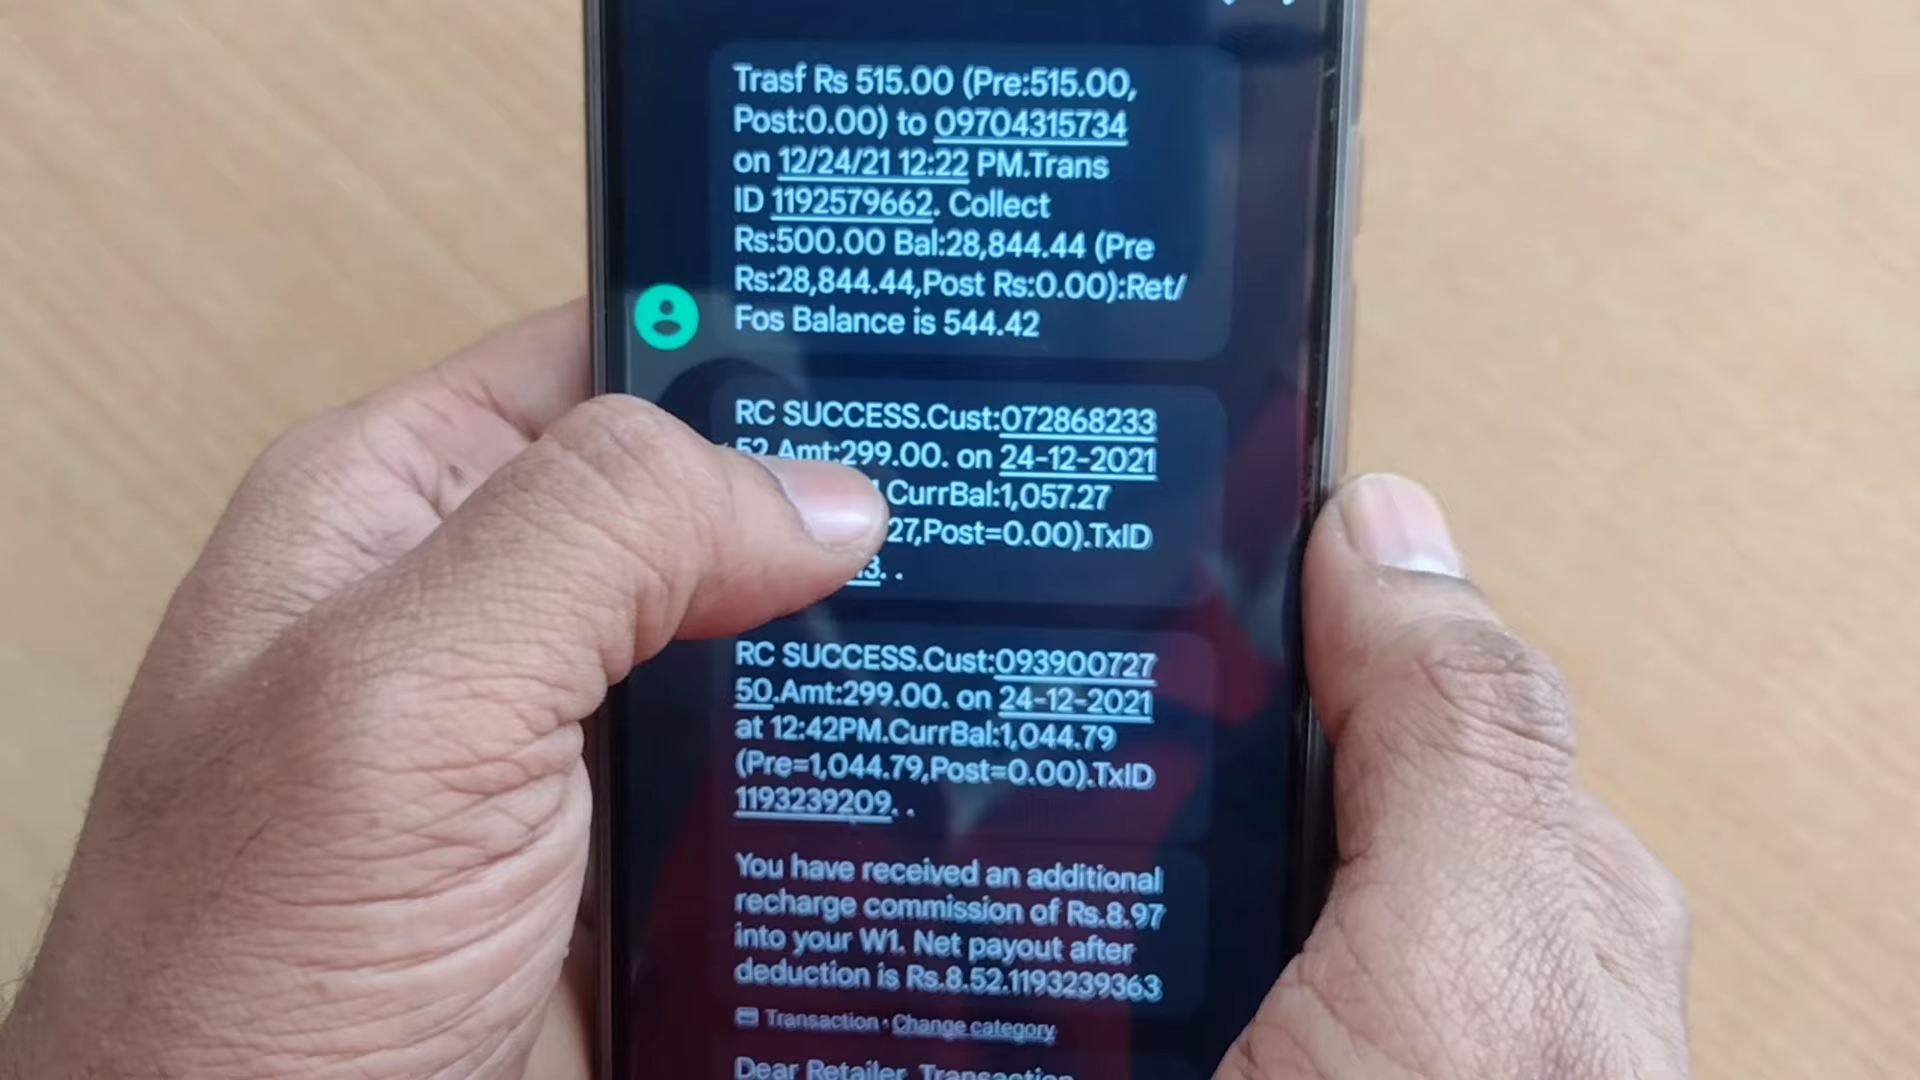 Trasf Rs 515.00 (Pre:515.00,
Post:0.00) to 09704315734
on 12/24/21 12:22 PM.Trans
ID 1192579662. Collect
Rs:500.00 Bal:28,844.44 (Pre
Rs:28,844.44,Post Rs:0.00):Ret/
Fos Balance is 544.42
RC SUCCESS.Cust:072868233
52.Amt:299.00. on 24-12-2021
CurrBal:1,057.27
27,Post=0.00).TxID
13. .
RC SUCCESS.Cust:093900727
50.Amt:299.00. on 24-12-2021
at 12:42PM.CurrBal:1,044.79
(Pre=1,044.79,Post=0.00).TxID
1193239209. .
You have received an additional
recharge commission of Rs.8.97
into your W1. Net payout after
deduction is Rs.8.52.1193239363
Transaction • Change category
Dear Retailer, Transaction